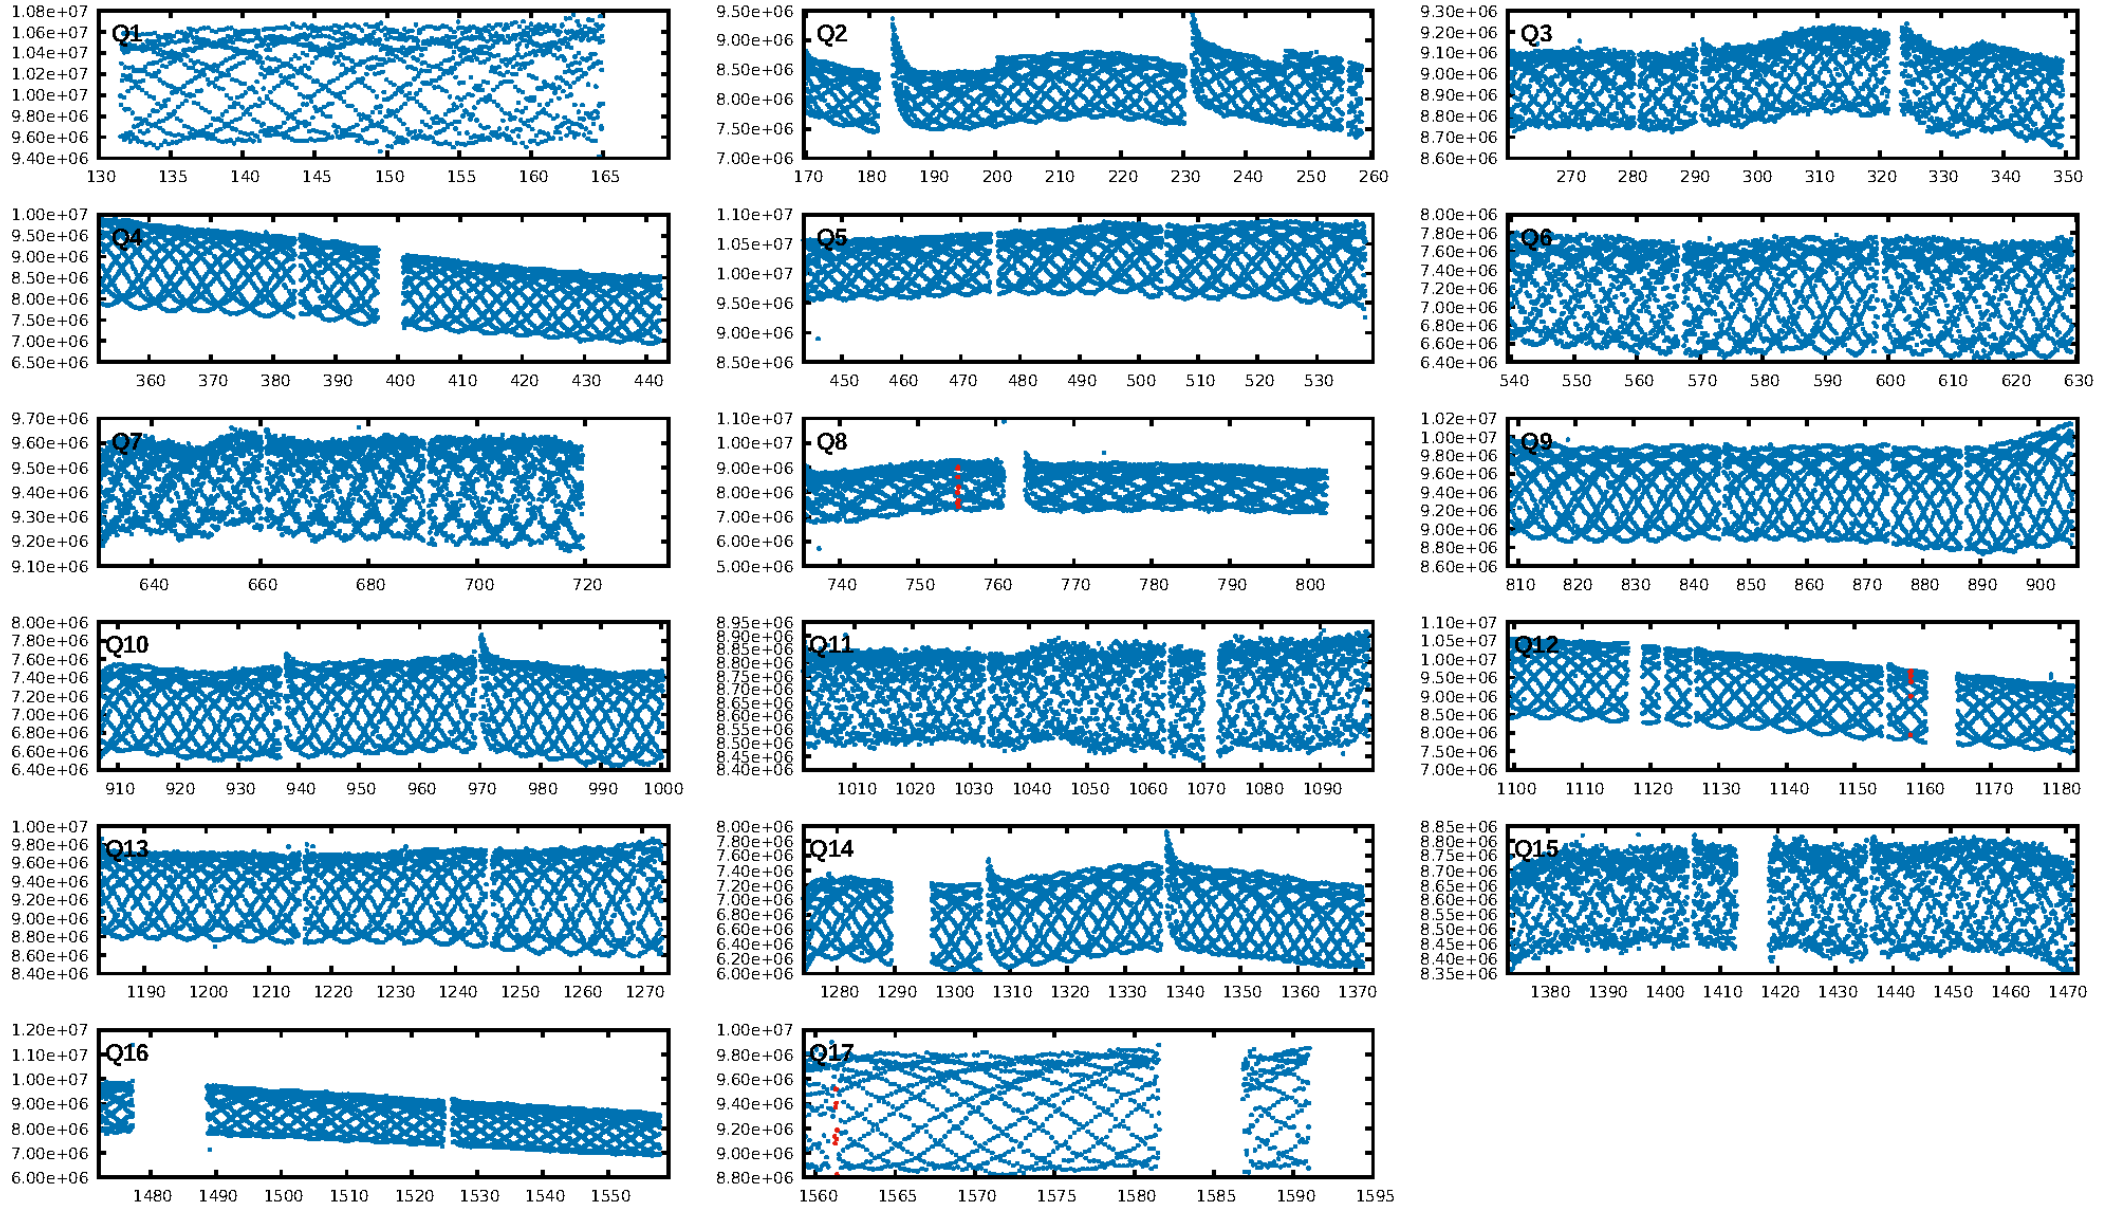 1.08e+07
1.06e+07
Q1
1.04e+07
1.02e+07
1.00e+07
9.80e+06
9.60e+06
9.40e+06
130 135 140 145 150 155 160 165
9.50e+06
Q2
9.00e+06
8.50e+06
8.00e+06
7.50e+06
7.00e+06
170 180 190 200 210 220 230 240 250 260
9.30e+06
9.20e+06
Q3
9.10e+06
9.00e+06
8.90e+06
8.80e+06
8.70e+06
8.60e+06
270 280 290 300 310 320 330 340 350
1.00e+07
9.50e+06
Q4
9.00e+06
8.50e+06
8.00e+06
7.50e+06
7.00e+06
6.50e+06
360 370 380 390 400 410 420 430 440
1.10e+07
Q5
1.05e+07
1.00e+07
9.50e+06
9.00e+06
8.50e+06
450 460 470 480 490 500 510 520 530
8.00e+06
7.80e+06
Q6
7.60e+06
7.40e+06
7.20e+06
7.00e+06
6.80e+06
6.60e+06
6.40e+06
540 550 560 570 580 590 600 610 620 630
9.70e+06
9.60e+06
Q7
9.50e+06
9.40e+06
9.30e+06
9.20e+06
9.10e+06
640 660 680 700 720
1.10e+07
1.00e+07
Q8
9.00e+06
8.00e+06
7.00e+06
6.00e+06
5.00e+06
740 750 760 770 780 790 800
1.02e+07
1.00e+07
Q9
9.80e+06
9.60e+06
9.40e+06
9.20e+06
9.00e+06
8.80e+06
8.60e+06
810 820 830 840 850 860 870 880 890 900
8.00e+06
7.80e+06
Q10
7.60e+06
7.40e+06
7.20e+06
7.00e+06
6.80e+06
6.60e+06
6.40e+06
910 920 930 940 950 960 970 980 990 1000
8.95e+06
8.90e+06
Q11
8.85e+06
8.80e+06
8.75e+06
8.70e+06
8.65e+06
8.60e+06
8.55e+06
8.50e+06
8.45e+06
8.40e+06
1010 1020 1030 1040 1050 1060 1070 1080 1090
1.10e+07
1.05e+07
Q12
1.00e+07
9.50e+06
9.00e+06
8.50e+06
8.00e+06
7.50e+06
7.00e+06
1100 1110 1120 1130 1140 1150 1160 1170 1180
1.00e+07
9.80e+06
Q13
9.60e+06
9.40e+06
9.20e+06
9.00e+06
8.80e+06
8.60e+06
8.40e+06
1190 1200 1210 1220 1230 1240 1250 1260 1270
8.00e+06
7.80e+06
Q14
7.60e+06
7.40e+06
7.20e+06
7.00e+06
6.80e+06
6.60e+06
6.40e+06
6.20e+06
6.00e+06
1280 1290 1300 1310 1320 1330 1340 1350 1360 1370
8.85e+06
8.80e+06
Q15
8.75e+06
8.70e+06
8.65e+06
8.60e+06
8.55e+06
8.50e+06
8.45e+06
8.40e+06
8.35e+06
1380 1390 1400 1410 1420 1430 1440 1450 1460 1470
1.20e+07
1.10e+07
Q16
1.00e+07
9.00e+06
8.00e+06
7.00e+06
6.00e+06
1480 1490 1500 1510 1520 1530 1540 1550
1.00e+07
9.80e+06
Q17
9.60e+06
9.40e+06
9.20e+06
9.00e+06
8.80e+06
1560 1565 1570 1575 1580 1585 1590 1595